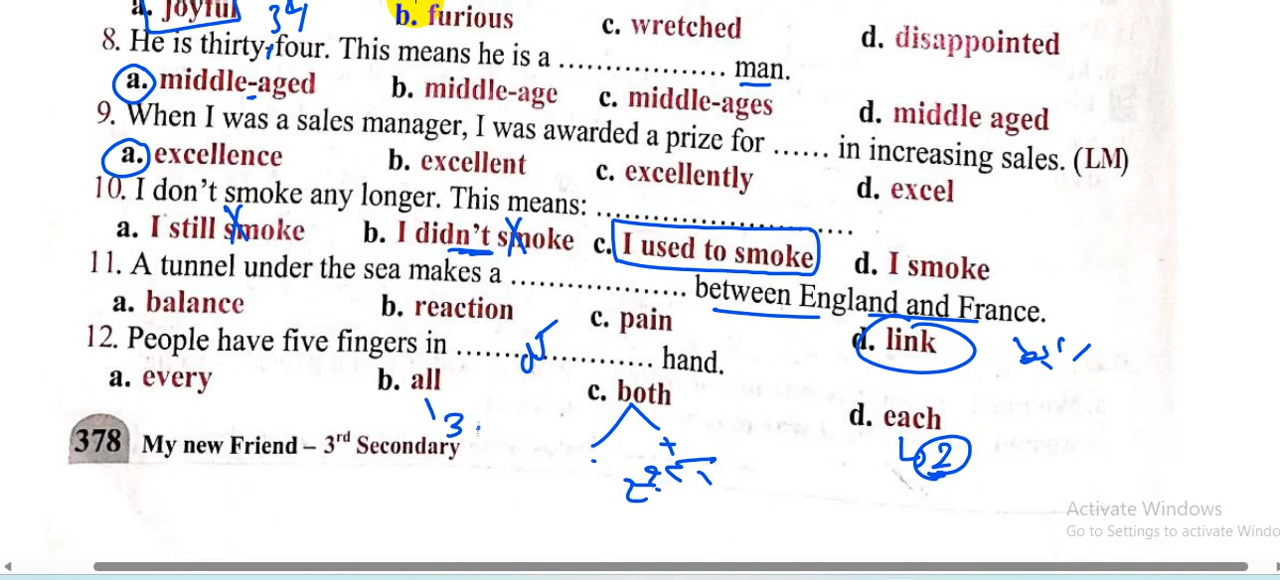 a. Joyful b. furious c. wretched d. disappointed
34
8. He is thirty-four. This means he is a .................. man.
a. middle-aged b. middle-age c. middle-ages d. middle aged
9. When I was a sales manager, I was awarded a prize for ...... in increasing sales. (LM)
a. excellence b. excellent c. excellently d. excel
10. I don't smoke any longer. This means: ...........................
a. I still smoke b. I didn't smoke c. I used to smoke d. I smoke
11. A tunnel under the sea makes a .................. between England and France.
a. balance b. reaction c. pain d. link
12. People have five fingers in .................... hand.
a. every b. all c. both d. each
3
2
378 My new Friend – 3rd Secondary
Activate Windows
Go to Settings to activate Windo